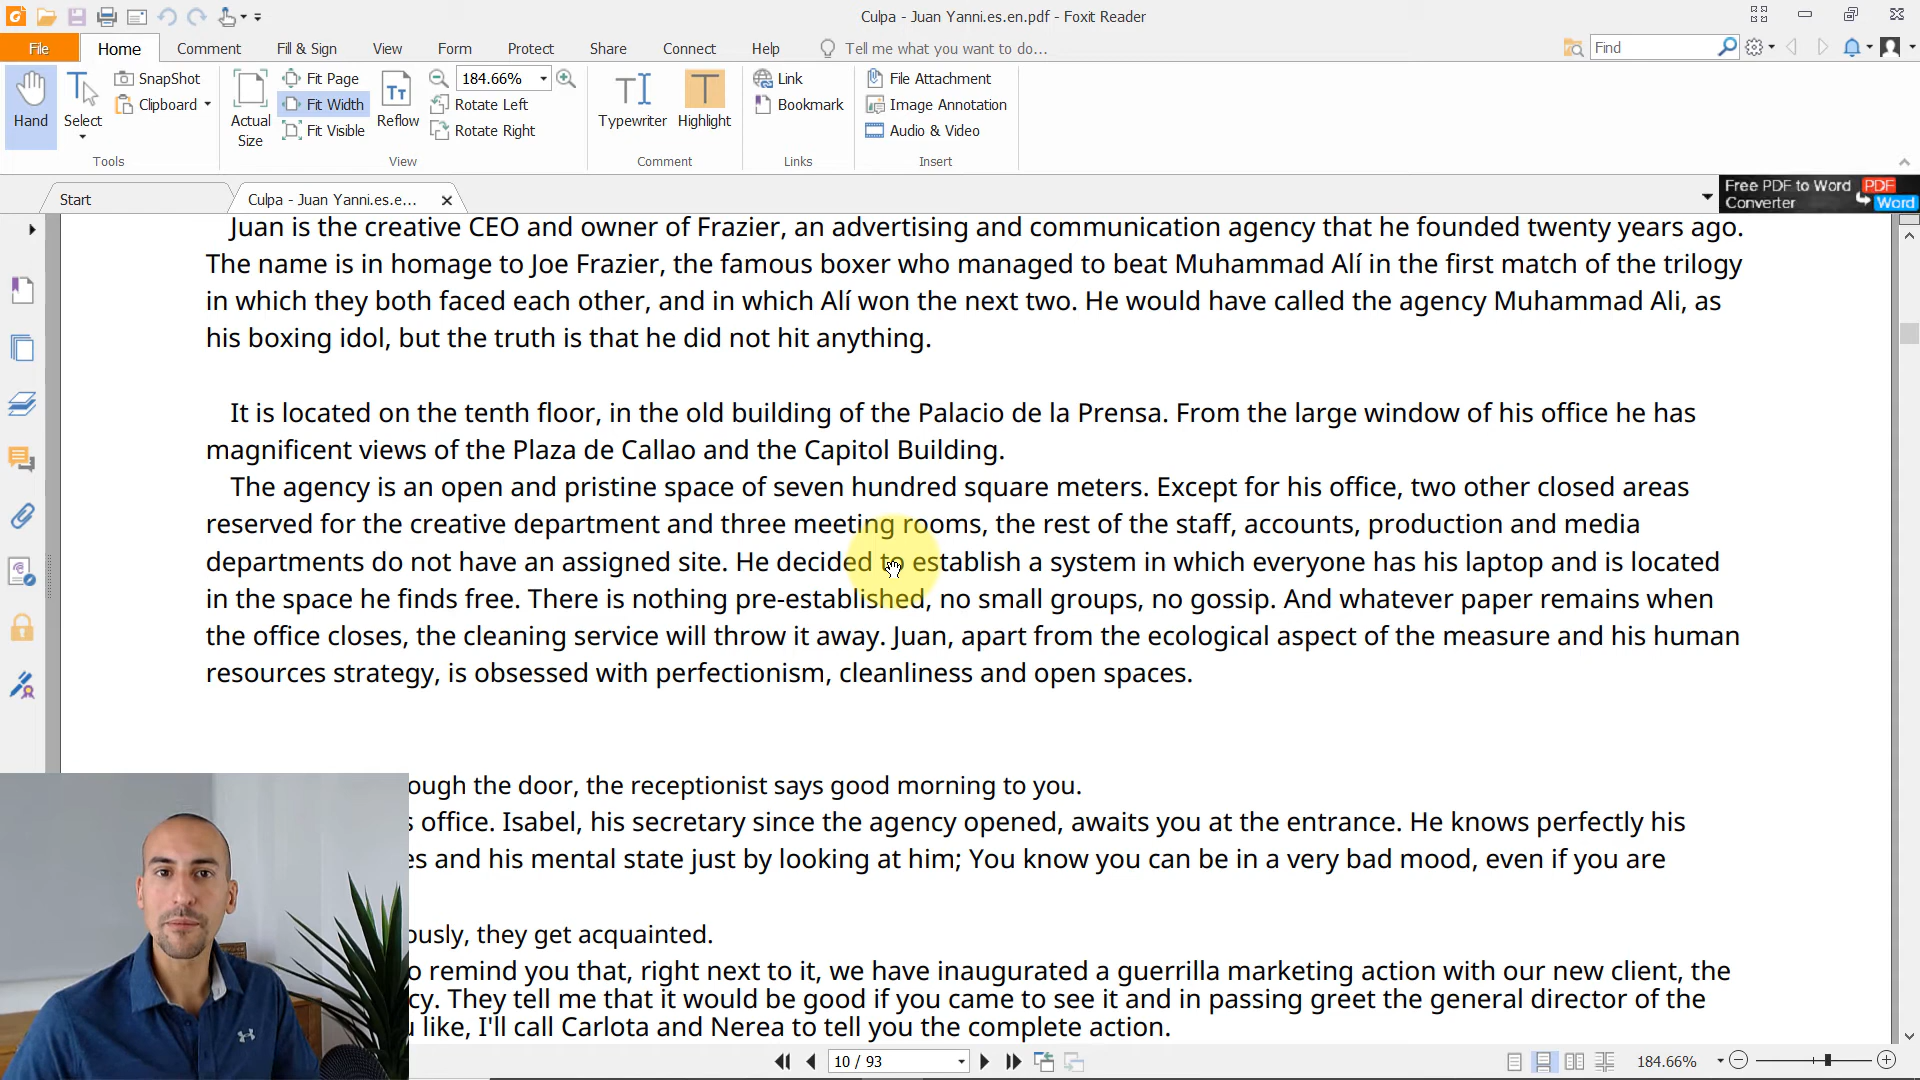 Culpa - Juan Yanni.es.en.pdf - Foxit Reader
File Home Comment Fill & Sign View Form Protect Share Connect Help Tell me what you want to do... Find
Hand
Select
SnapShot
Clipboard
Tools
Actual Size
Fit Page
Fit Width
Fit Visible
Reflow
184.66%
Rotate Left
Rotate Right
View
Typewriter
Highlight
Comment
Link
Bookmark
Links
File Attachment
Image Annotation
Audio & Video
Insert
Start
Culpa - Juan Yanni.es.e...
Free PDF to Word
Converter
PDF
Word
Juan is the creative CEO and owner of Frazier, an advertising and communication agency that he founded twenty years ago.
The name is in homage to Joe Frazier, the famous boxer who managed to beat Muhammad Alí in the first match of the trilogy
in which they both faced each other, and in which Alí won the next two. He would have called the agency Muhammad Ali, as
his boxing idol, but the truth is that he did not hit anything.
It is located on the tenth floor, in the old building of the Palacio de la Prensa. From the large window of his office he has
magnificent views of the Plaza de Callao and the Capitol Building.
The agency is an open and pristine space of seven hundred square meters. Except for his office, two other closed areas
reserved for the creative department and three meeting rooms, the rest of the staff, accounts, production and media
departments do not have an assigned site. He decided to establish a system in which everyone has his laptop and is located
in the space he finds free. There is nothing pre-established, no small groups, no gossip. And whatever paper remains when
the office closes, the cleaning service will throw it away. Juan, apart from the ecological aspect of the measure and his human
resources strategy, is obsessed with perfectionism, cleanliness and open spaces.
ough the door, the receptionist says good morning to you.
s office. Isabel, his secretary since the agency opened, awaits you at the entrance. He knows perfectly his
es and his mental state just by looking at him; You know you can be in a very bad mood, even if you are
ously, they get acquainted.
o remind you that, right next to it, we have inaugurated a guerrilla marketing action with our new client, the
cy. They tell me that it would be good if you came to see it and in passing greet the general director of the
like, I'll call Carlota and Nerea to tell you the complete action.
10 / 93
184.66%